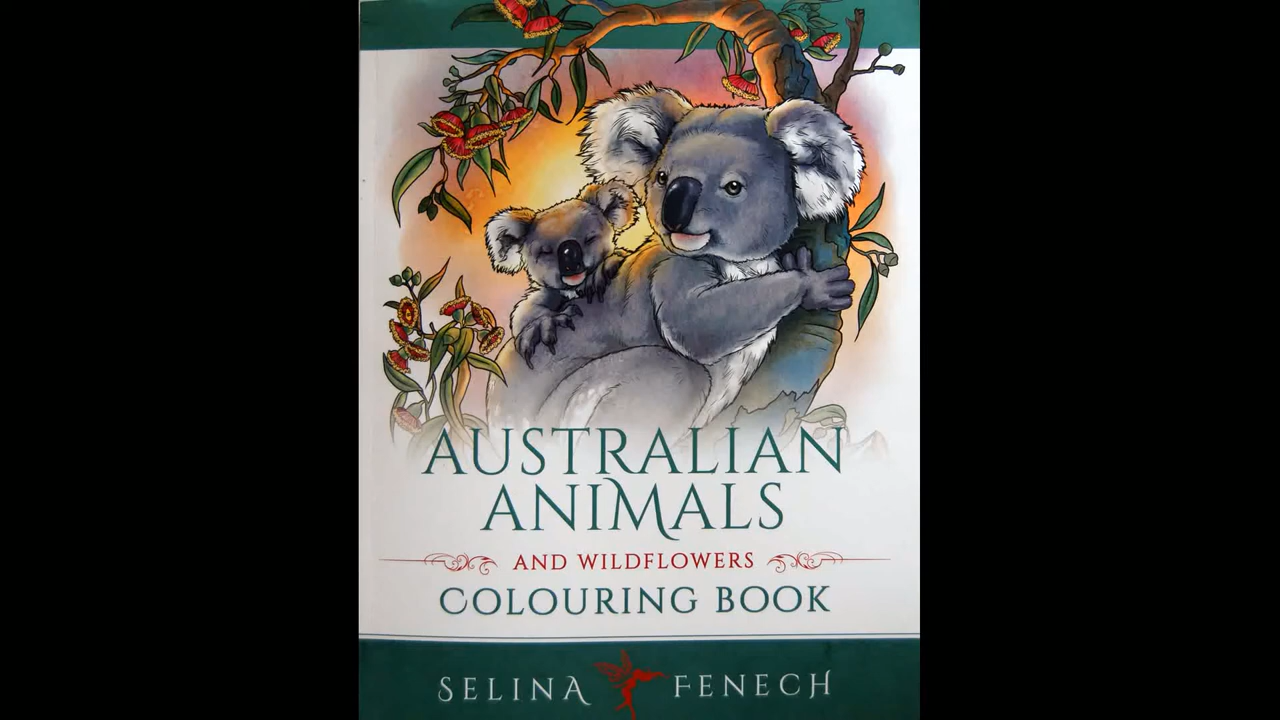 AUSTRALIAN
ANIMALS
AND WILDFLOWERS
COLOURING BOOK
SELINA FENECH